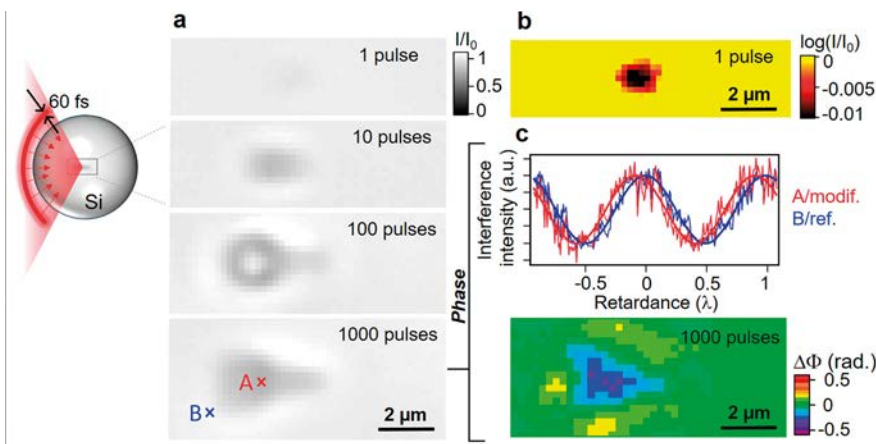 60 fs
Si
a
I/I₀
1
0.5
0
1 pulse
10 pulses
100 pulses
1000 pulses
A×
B×
2 µm
Phase
b
1 pulse
2 µm
log(I/I₀)
0
-0.005
-0.01
c
Interference
intensity (a.u.)
A/modif.
B/ref.
-0.5
0
0.5
1
Retardance (λ)
1000 pulses
2 µm
ΔΦ (rad.)
0.5
0
-0.5